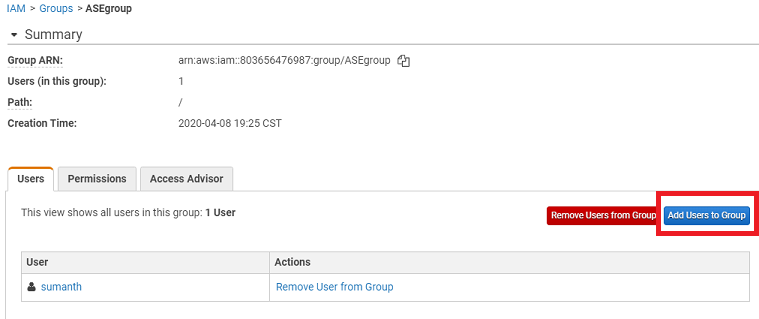 IAM > Groups > ASEgroup
Summary
Group ARN: arn:aws:iam::803656476987:group/ASEgroup
Users (in this group): 1
Path: /
Creation Time: 2020-04-08 19:25 CST
Users Permissions Access Advisor
This view shows all users in this group: 1 User Remove Users from Group Add Users to Group
User Actions
sumanth Remove User from Group